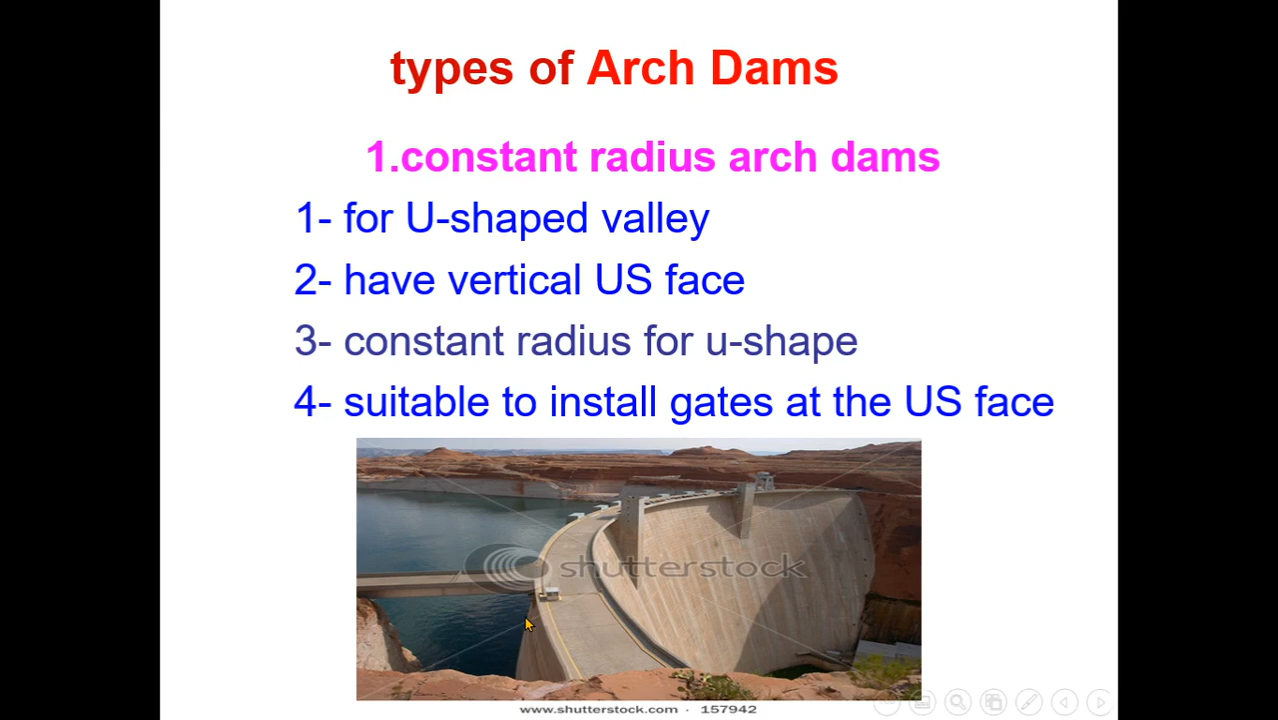 types of Arch Dams
1.constant radius arch dams
1- for U-shaped valley
2- have vertical US face
3- constant radius for u-shape
4- suitable to install gates at the US face
shutterstock
www.shutterstock.com · 157942